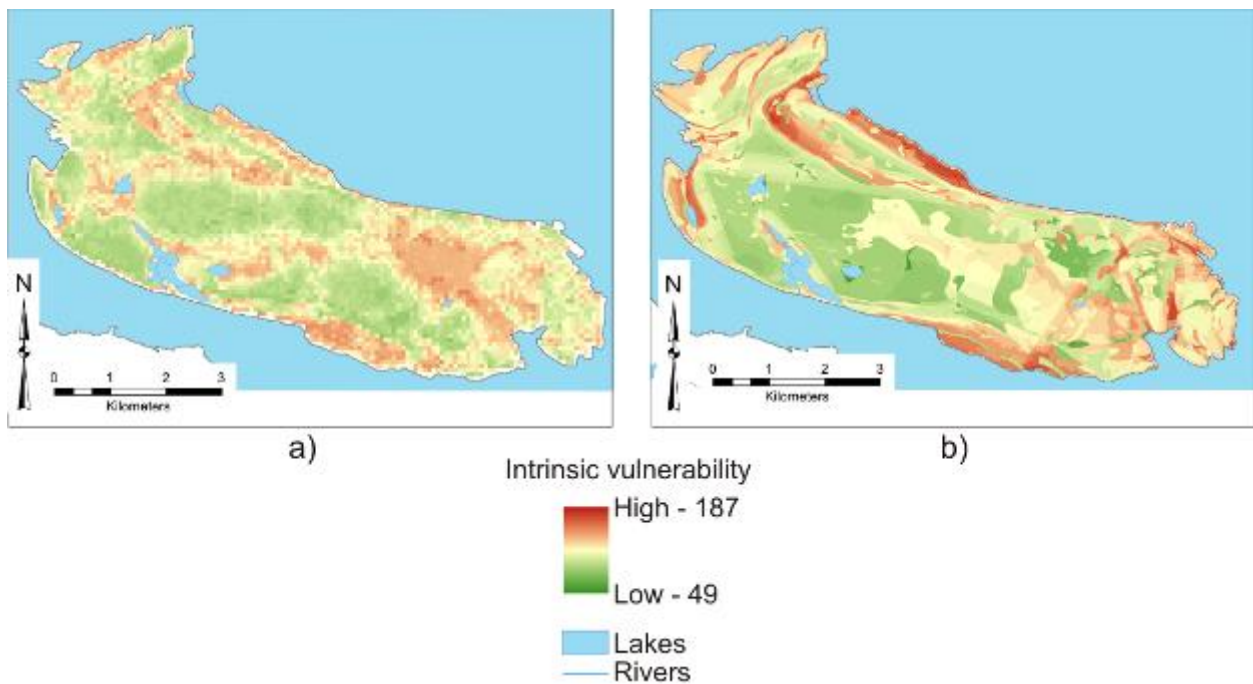 N
0 1 2 3
Kilometers
N
0 1 2 3
Kilometers
a)
b)
Intrinsic vulnerability
High - 187
Low - 49
Lakes
Rivers